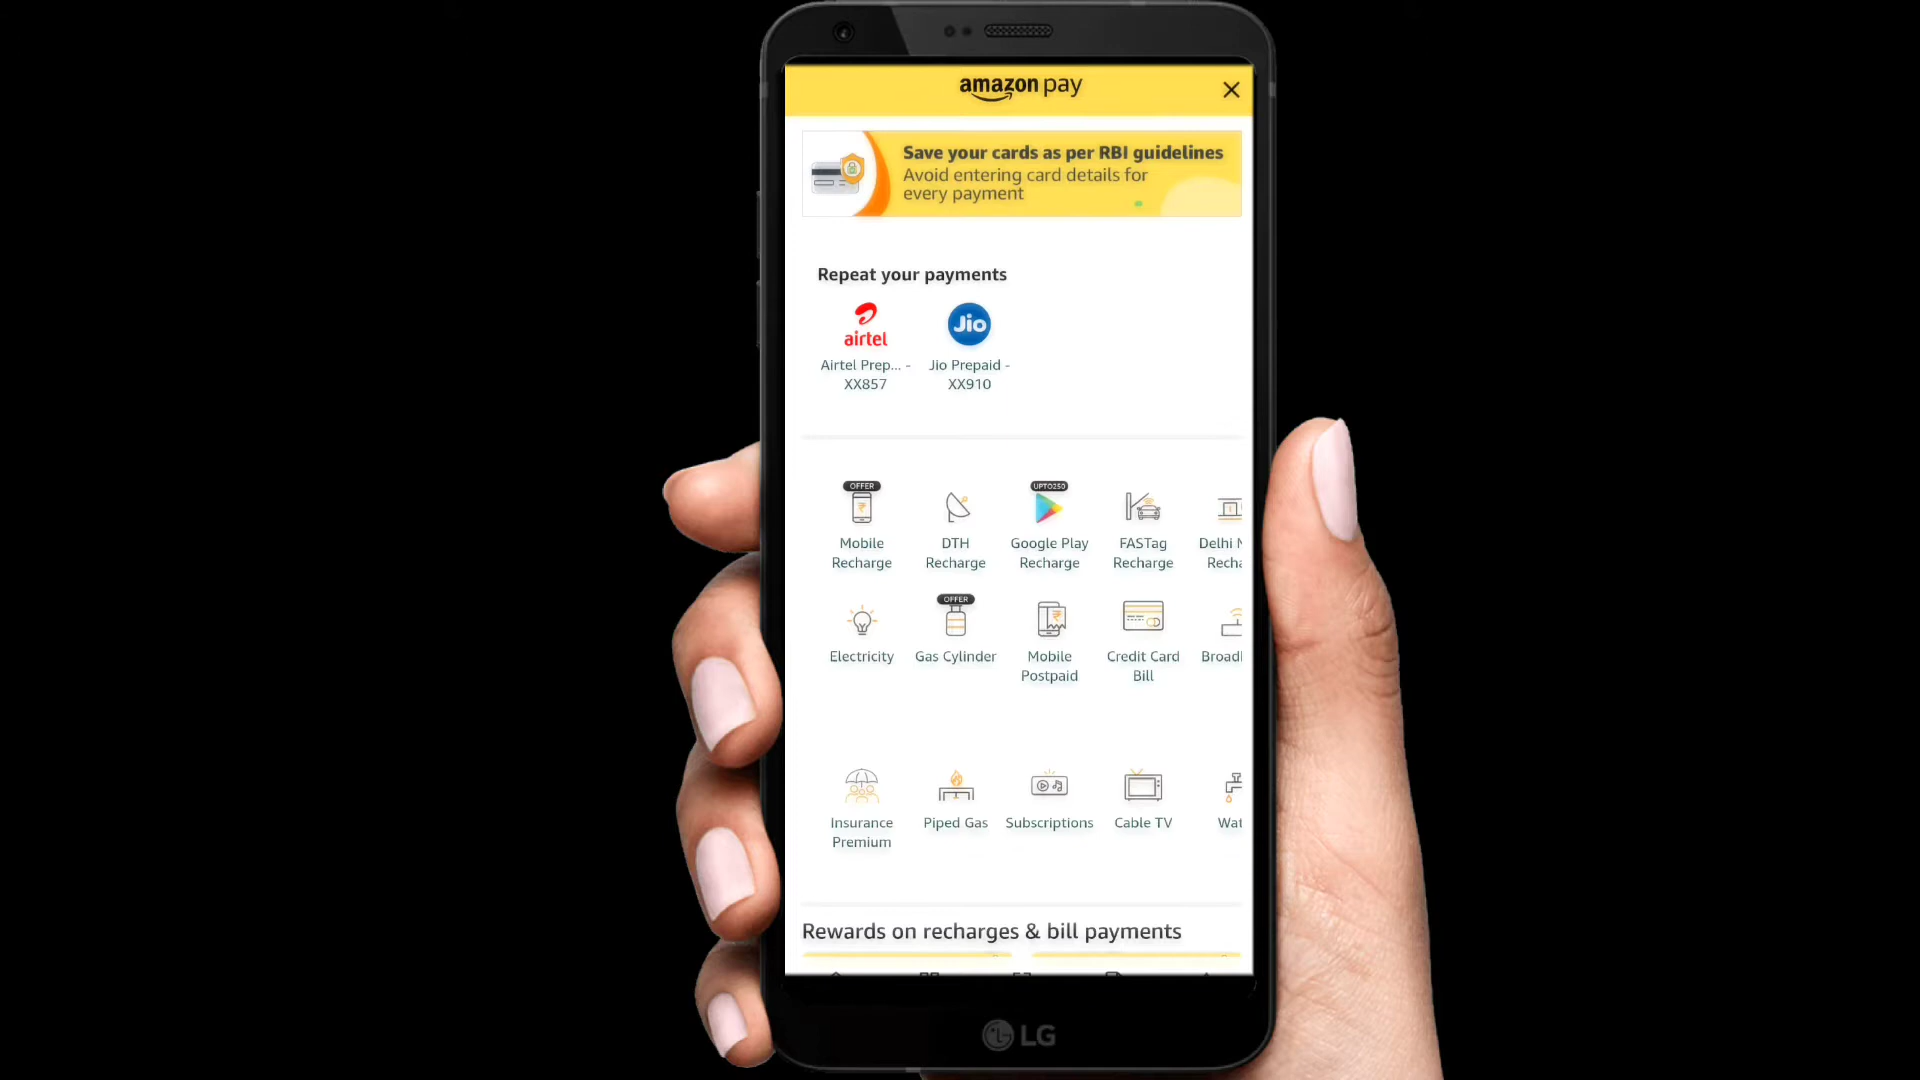 amazon pay
Save your cards as per RBI guidelines
Avoid entering card details for
every payment
Repeat your payments
airtel
Jio
Airtel Prep... -
XX857
Jio Prepaid -
XX910
OFFER
UPTO250
Mobile
Recharge
DTH
Recharge
Google Play
Recharge
FASTag
Recharge
Delhi
OFFER
Electricity
Gas Cylinder
Mobile
Postpaid
Credit Card
Bill
Insurance
Premium
Piped Gas
Subscriptions
Cable TV
Rewards on recharges & bill payments
LG